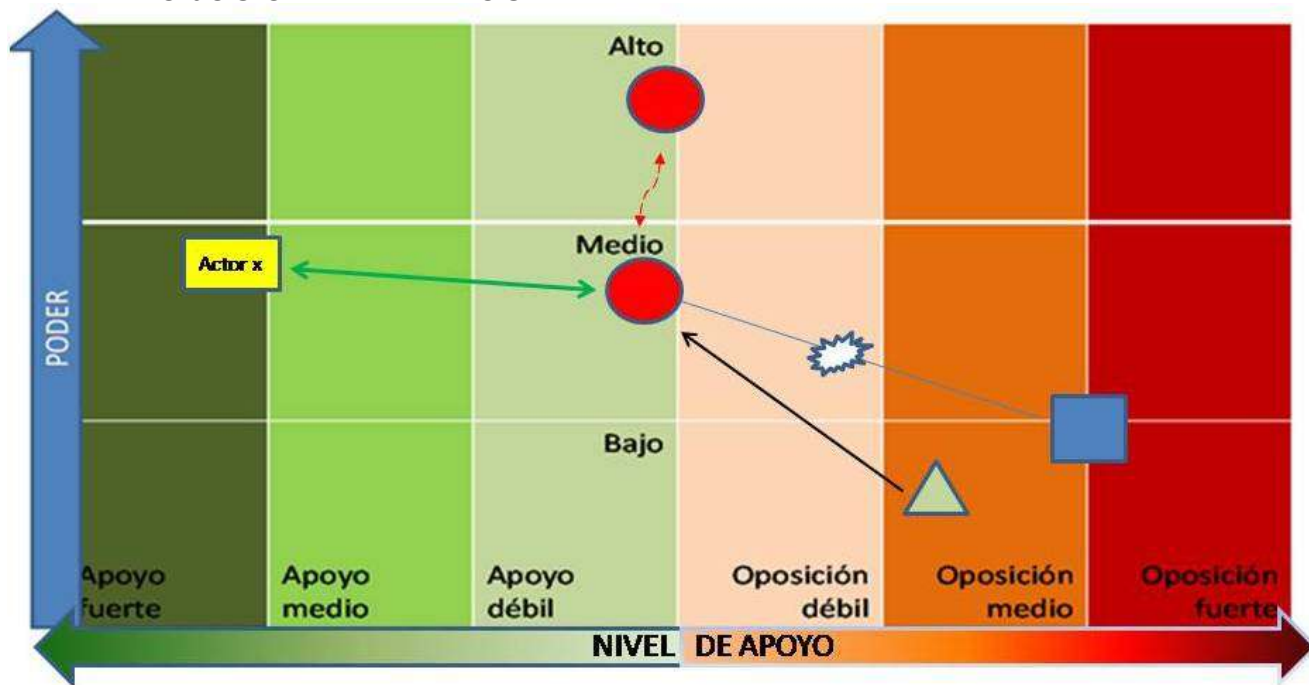 Alto
Medio
Actor x
PODER
Bajo
Apoyo
fuerte
Apoyo
medio
Apoyo
débil
Oposición
débil
Oposición
medio
Oposición
fuerte
NIVEL DE APOYO